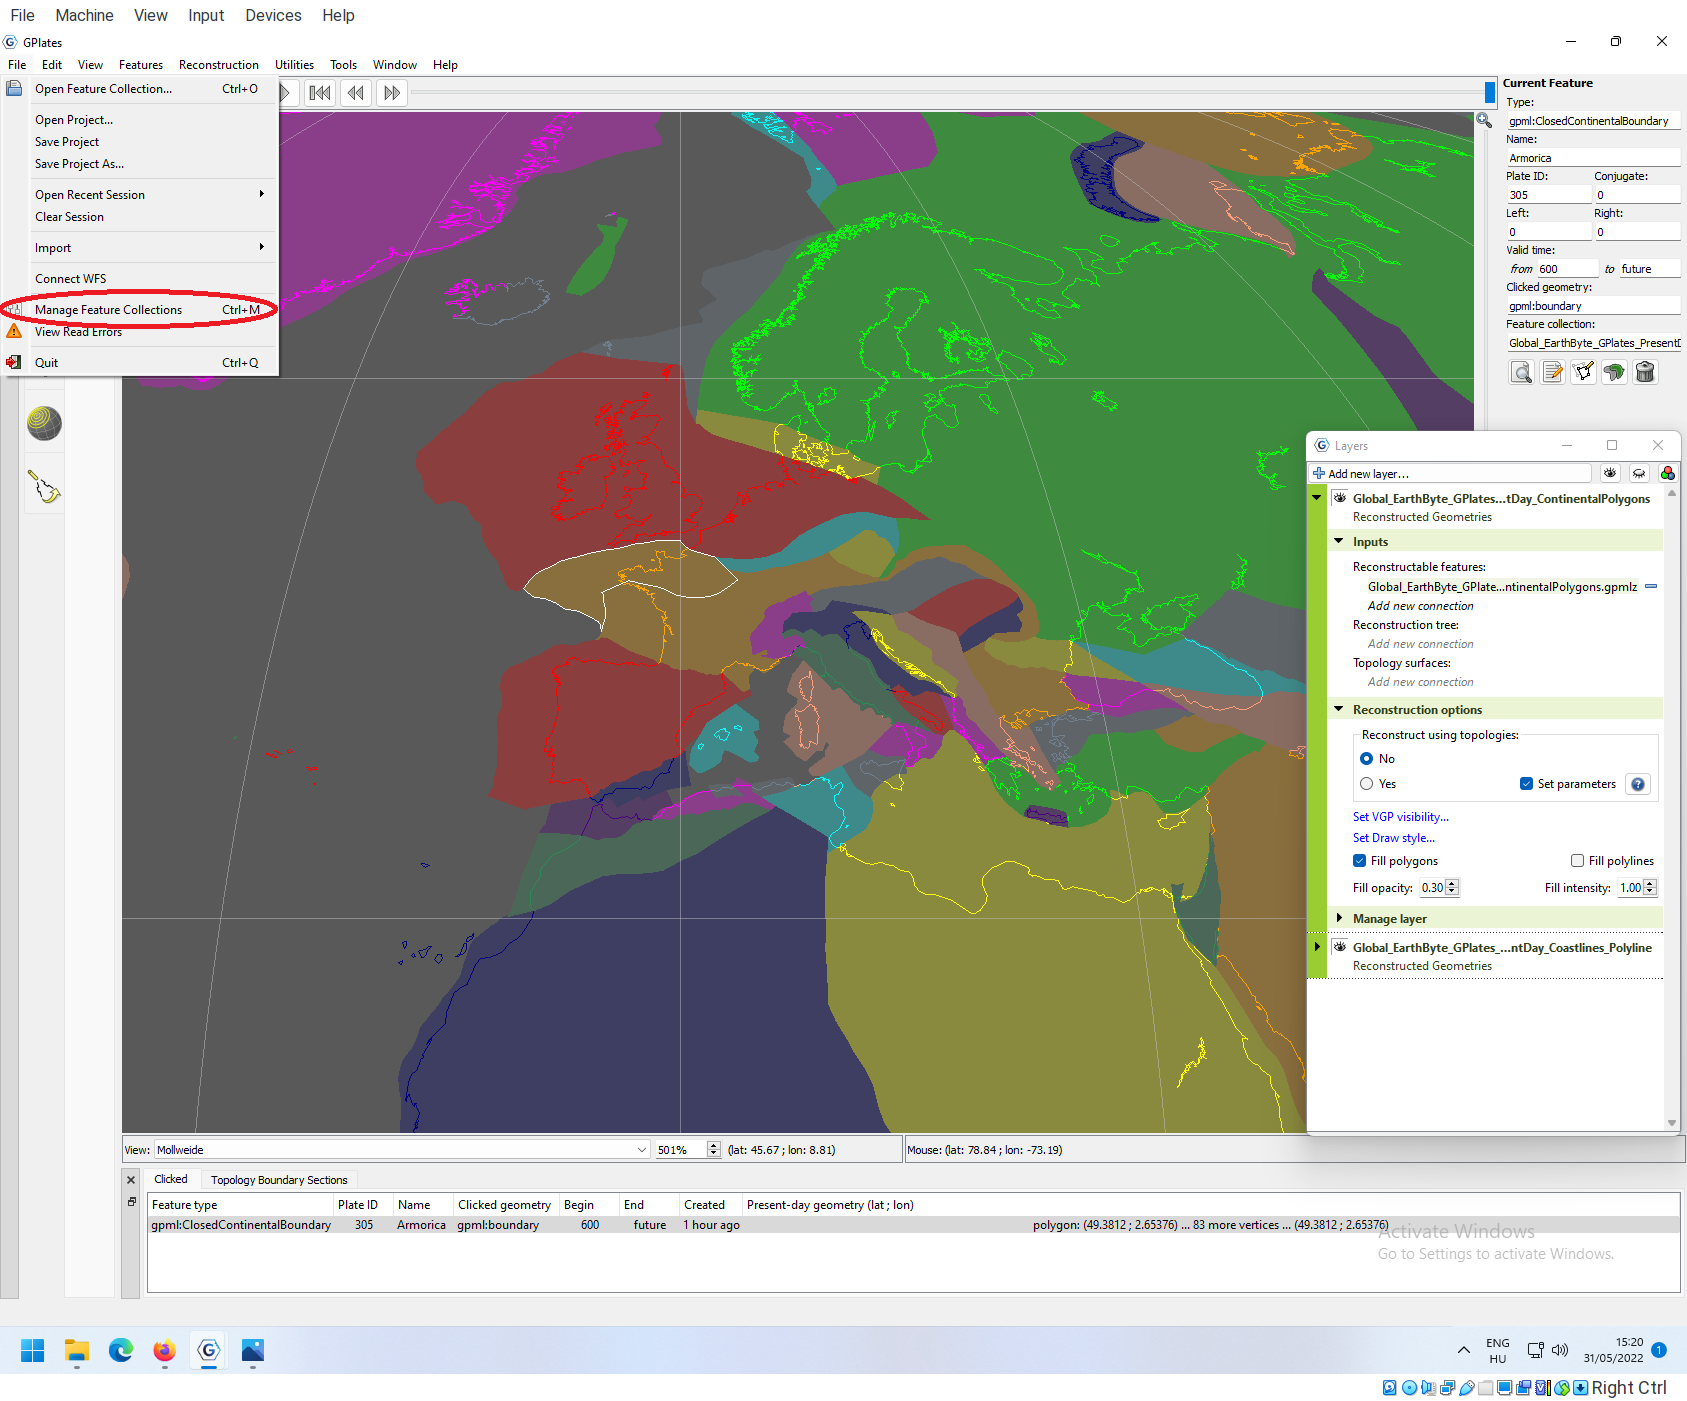 File Machine View Input Devices Help
GPlates
File Edit View Features Reconstruction Utilities Tools Window Help
Open Feature Collection... Ctrl+O
Open Project...
Save Project
Save Project As...
Open Recent Session
Clear Session
Import
Connect WFS
Manage Feature Collections Ctrl+M
View Read Errors
Quit Ctrl+Q
Current Feature
Type:
gpml:ClosedContinentalBoundary
Name:
Armorica
Plate ID: Conjugate:
305 0
Left: Right:
0 0
Valid time:
from 600 to future
Clicked geometry:
gpml:boundary
Feature collection:
Global_EarthByte_GPlates_PresentD
Layers
Add new layer...
Global_EarthByte_GPlates...tDay_ContinentalPolygons
Reconstructed Geometries
Inputs
Reconstructable features:
Global_EarthByte_GPlate...ntinentalPolygons.gpmlz
Add new connection
Reconstruction tree:
Add new connection
Topology surfaces:
Add new connection
Reconstruction options
Reconstruct using topologies:
No
Yes Set parameters ?
Set VGP visibility...
Set Draw style...
Fill polygons Fill polylines
Fill opacity: 0.30 Fill intensity: 1.00
Manage layer
Global_EarthByte_GPlates_...ntDay_Coastlines_Polyline
Reconstructed Geometries
View: Mollweide 501% (lat: 45.67 ; lon: 8.81) Mouse: (lat: 78.84 ; lon: -73.19)
Clicked Topology Boundary Sections
Feature type Plate ID Name Clicked geometry Begin End Created Present-day geometry (lat ; lon)
gpml:ClosedContinentalBoundary 305 Armorica gpml:boundary 600 future 1 hour ago polygon: (49.3812 ; 2.65376) ... 83 more vertices ... (49.3812 ; 2.65376)
Activate Windows
Go to Settings to activate Windows.
ENG
HU
15:20
31/05/2022
1
Right Ctrl